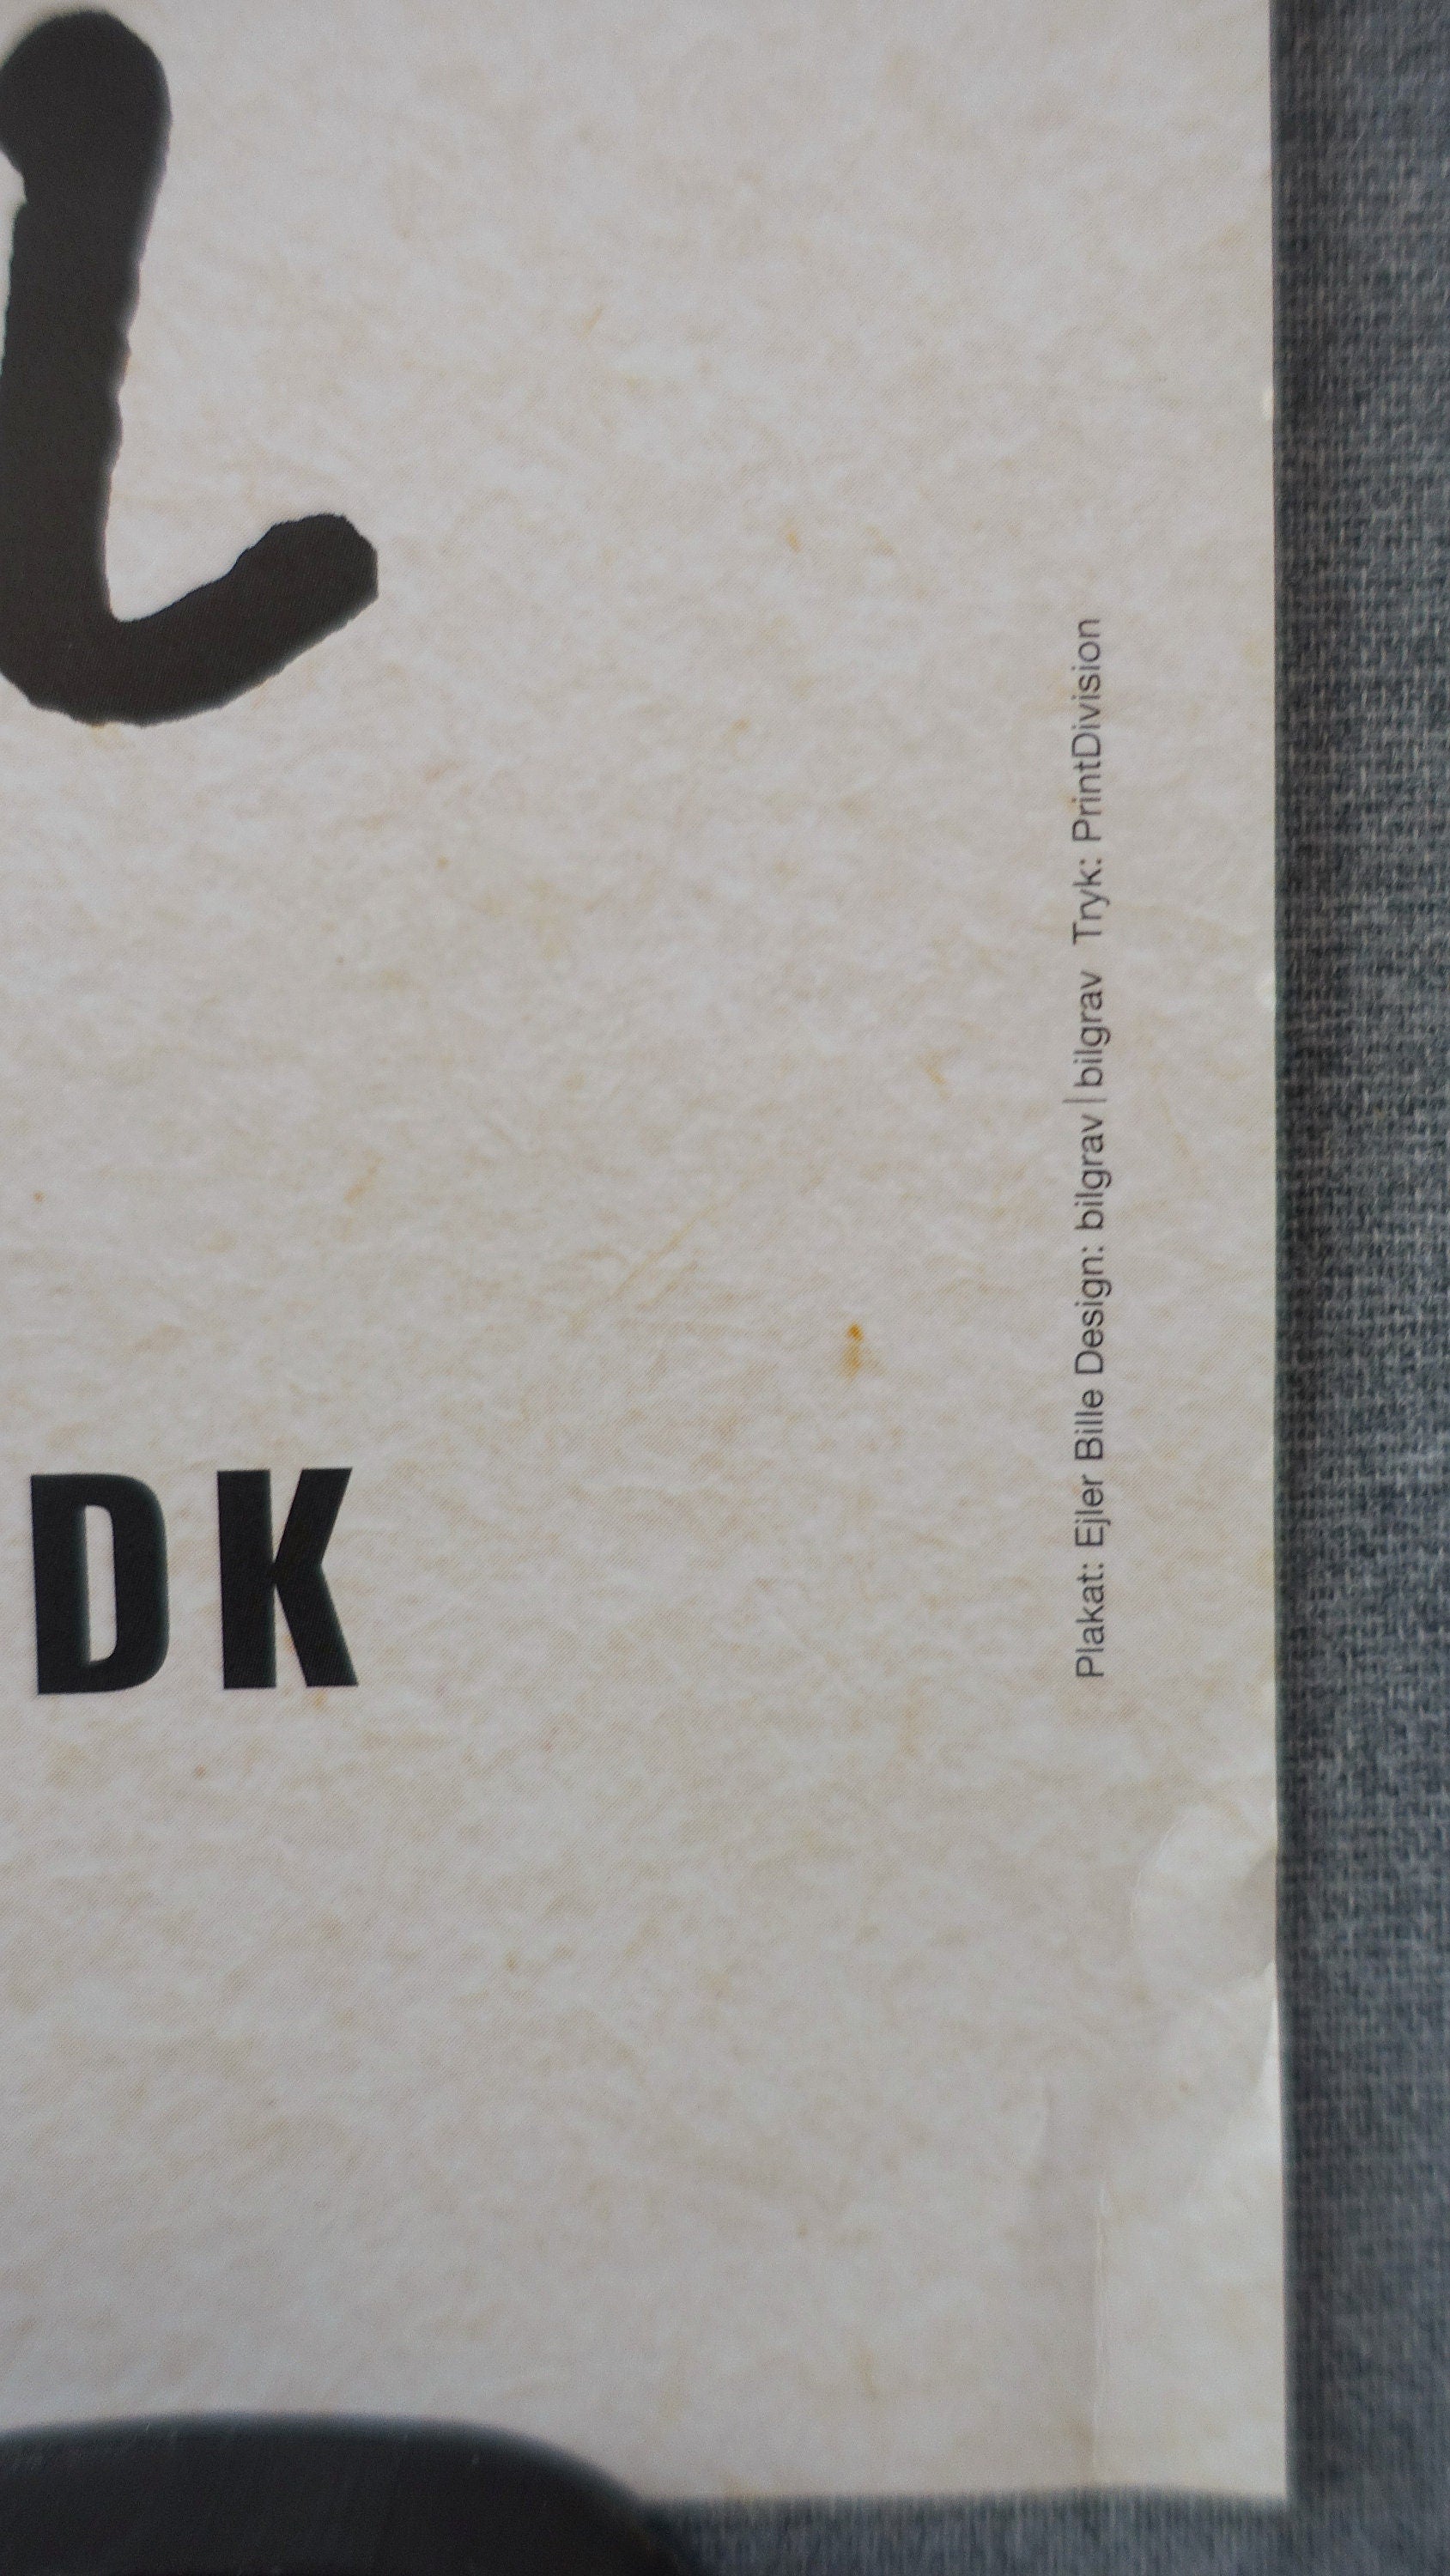 l
DK
Plakat: Ejler Bille Design: bilgrav | bilgrav Tryk: PrintDivision